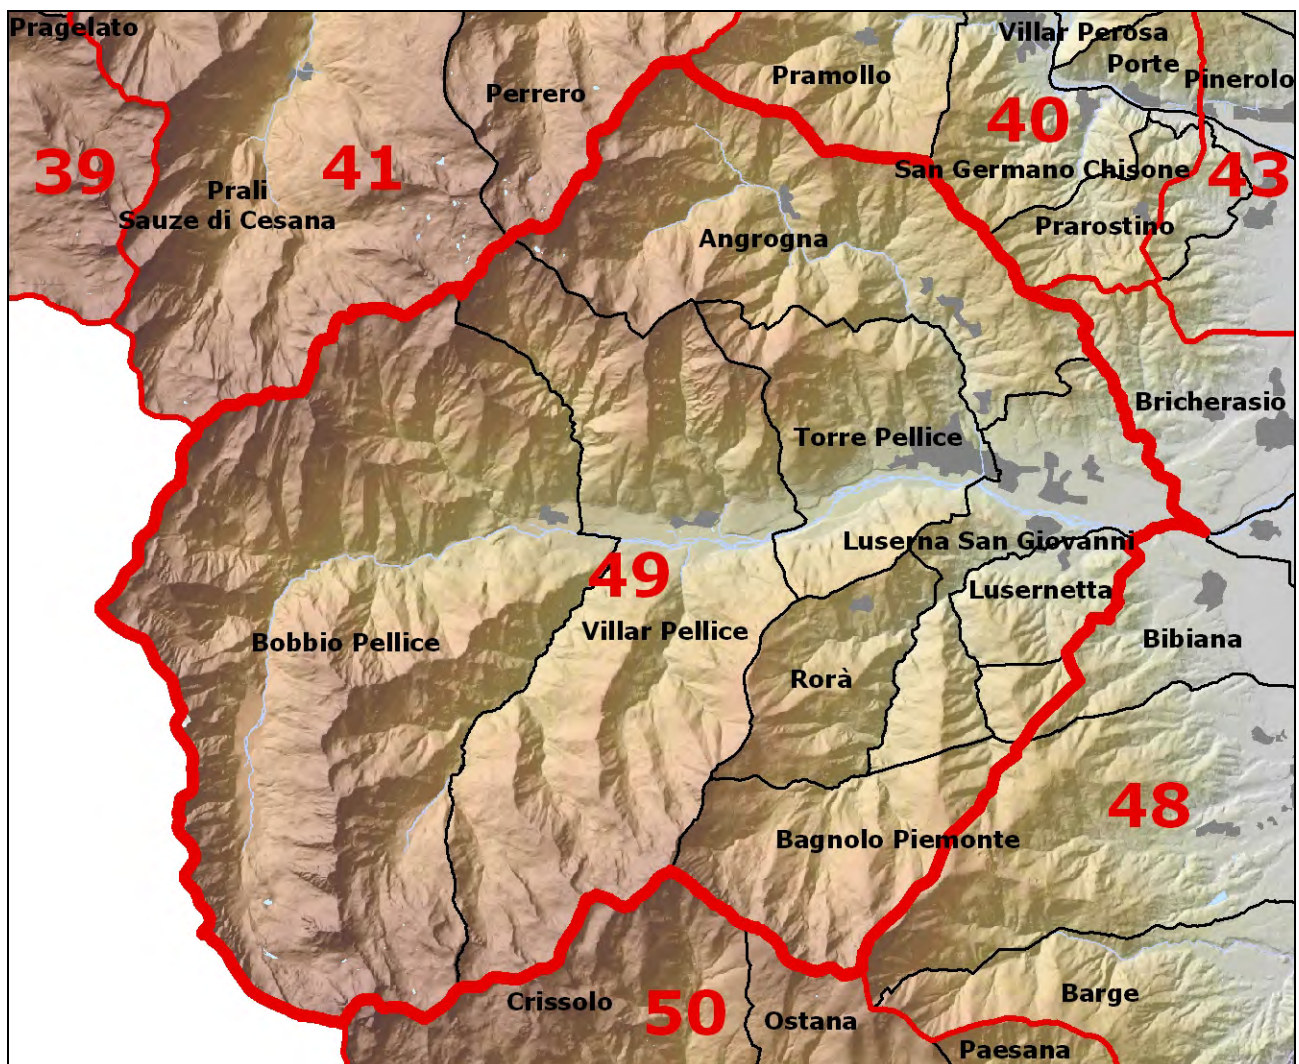 Pragelato
Villar Perosa
Porte
Pinerolo
Pramollo
Perrero
40
39
41
San Germano Chisone
43
Prali
Sauze di Cesana
Prarostino
Angrogna
Bricherasio
Torre Pellice
Luserna San Giovanni
49
Lusernetta
Villar Pellice
Bobbio Pellice
Bibiana
Rorà
48
Bagnolo Piemonte
Crissolo
50
Barge
Ostana
Paesana